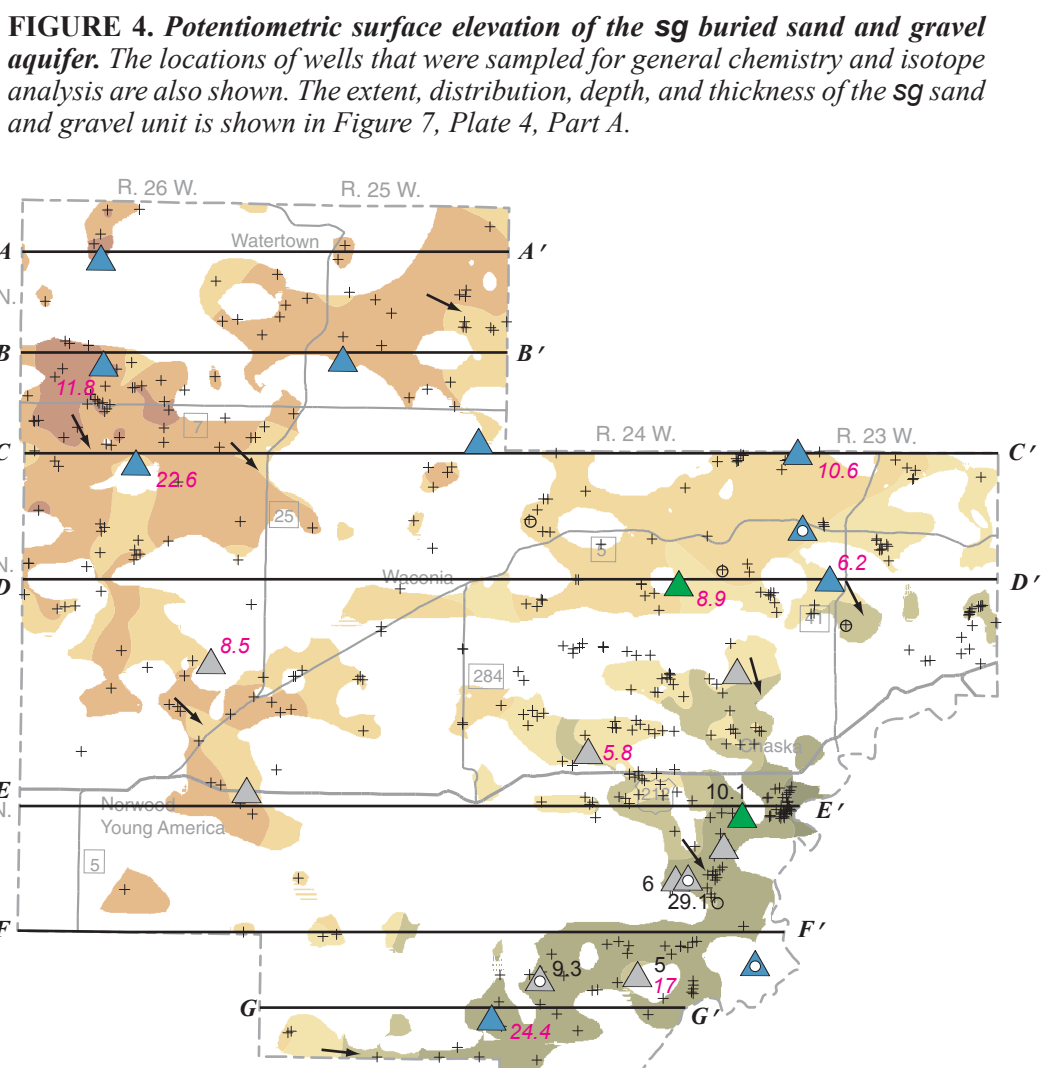 FIGURE 4. Potentiometric surface elevation of the sg buried sand and gravel
aquifer. The locations of wells that were sampled for general chemistry and isotope
analysis are also shown. The extent, distribution, depth, and thickness of the sg sand
and gravel unit is shown in Figure 7, Plate 4, Part A.
R. 26 W.
R. 25 W.
Watertown
A
A′
N.
B
B′
11.8
7
R. 24 W.
R. 23 W.
C
C′
22.6
10.6
25
5
N.
Waconia
6.2
D
D′
8.9
41
8.5
284
5.8
Chaska
E
212
10.1
E′
N.
Norwood
Young America
5
6
29.1
F
F′
9.3
5
17
G
G′
24.4